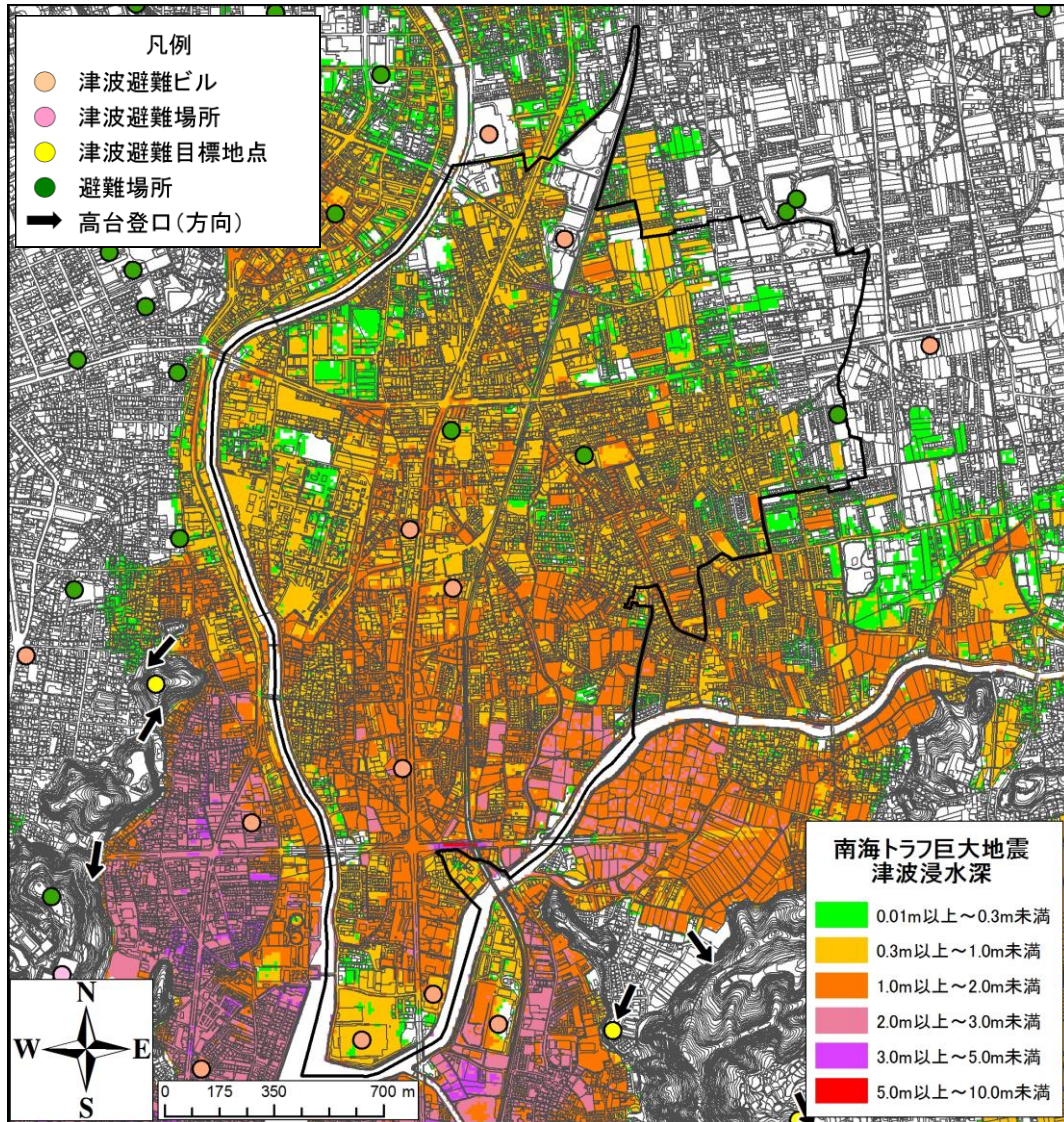 凡例
津波避難ビル
津波避難場所
津波避難目標地点
避難場所
高台登口(方向)
南海トラフ巨大地震
津波浸水深
0.01m以上～0.3m未満
0.3m以上～1.0m未満
1.0m以上～2.0m未満
2.0m以上～3.0m未満
3.0m以上～5.0m未満
5.0m以上～10.0m未満
N
W E
S
0 175 350 700 m